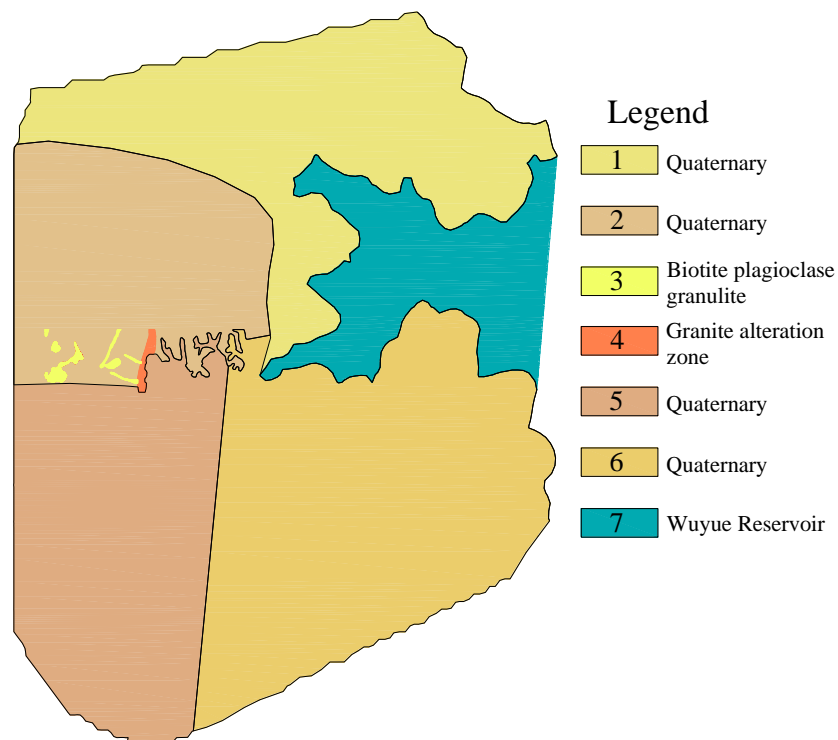 Legend
1 Quaternary
2 Quaternary
3 Biotite plagioclase
granulite
4 Granite alteration
zone
5 Quaternary
6 Quaternary
7 Wuyue Reservoir